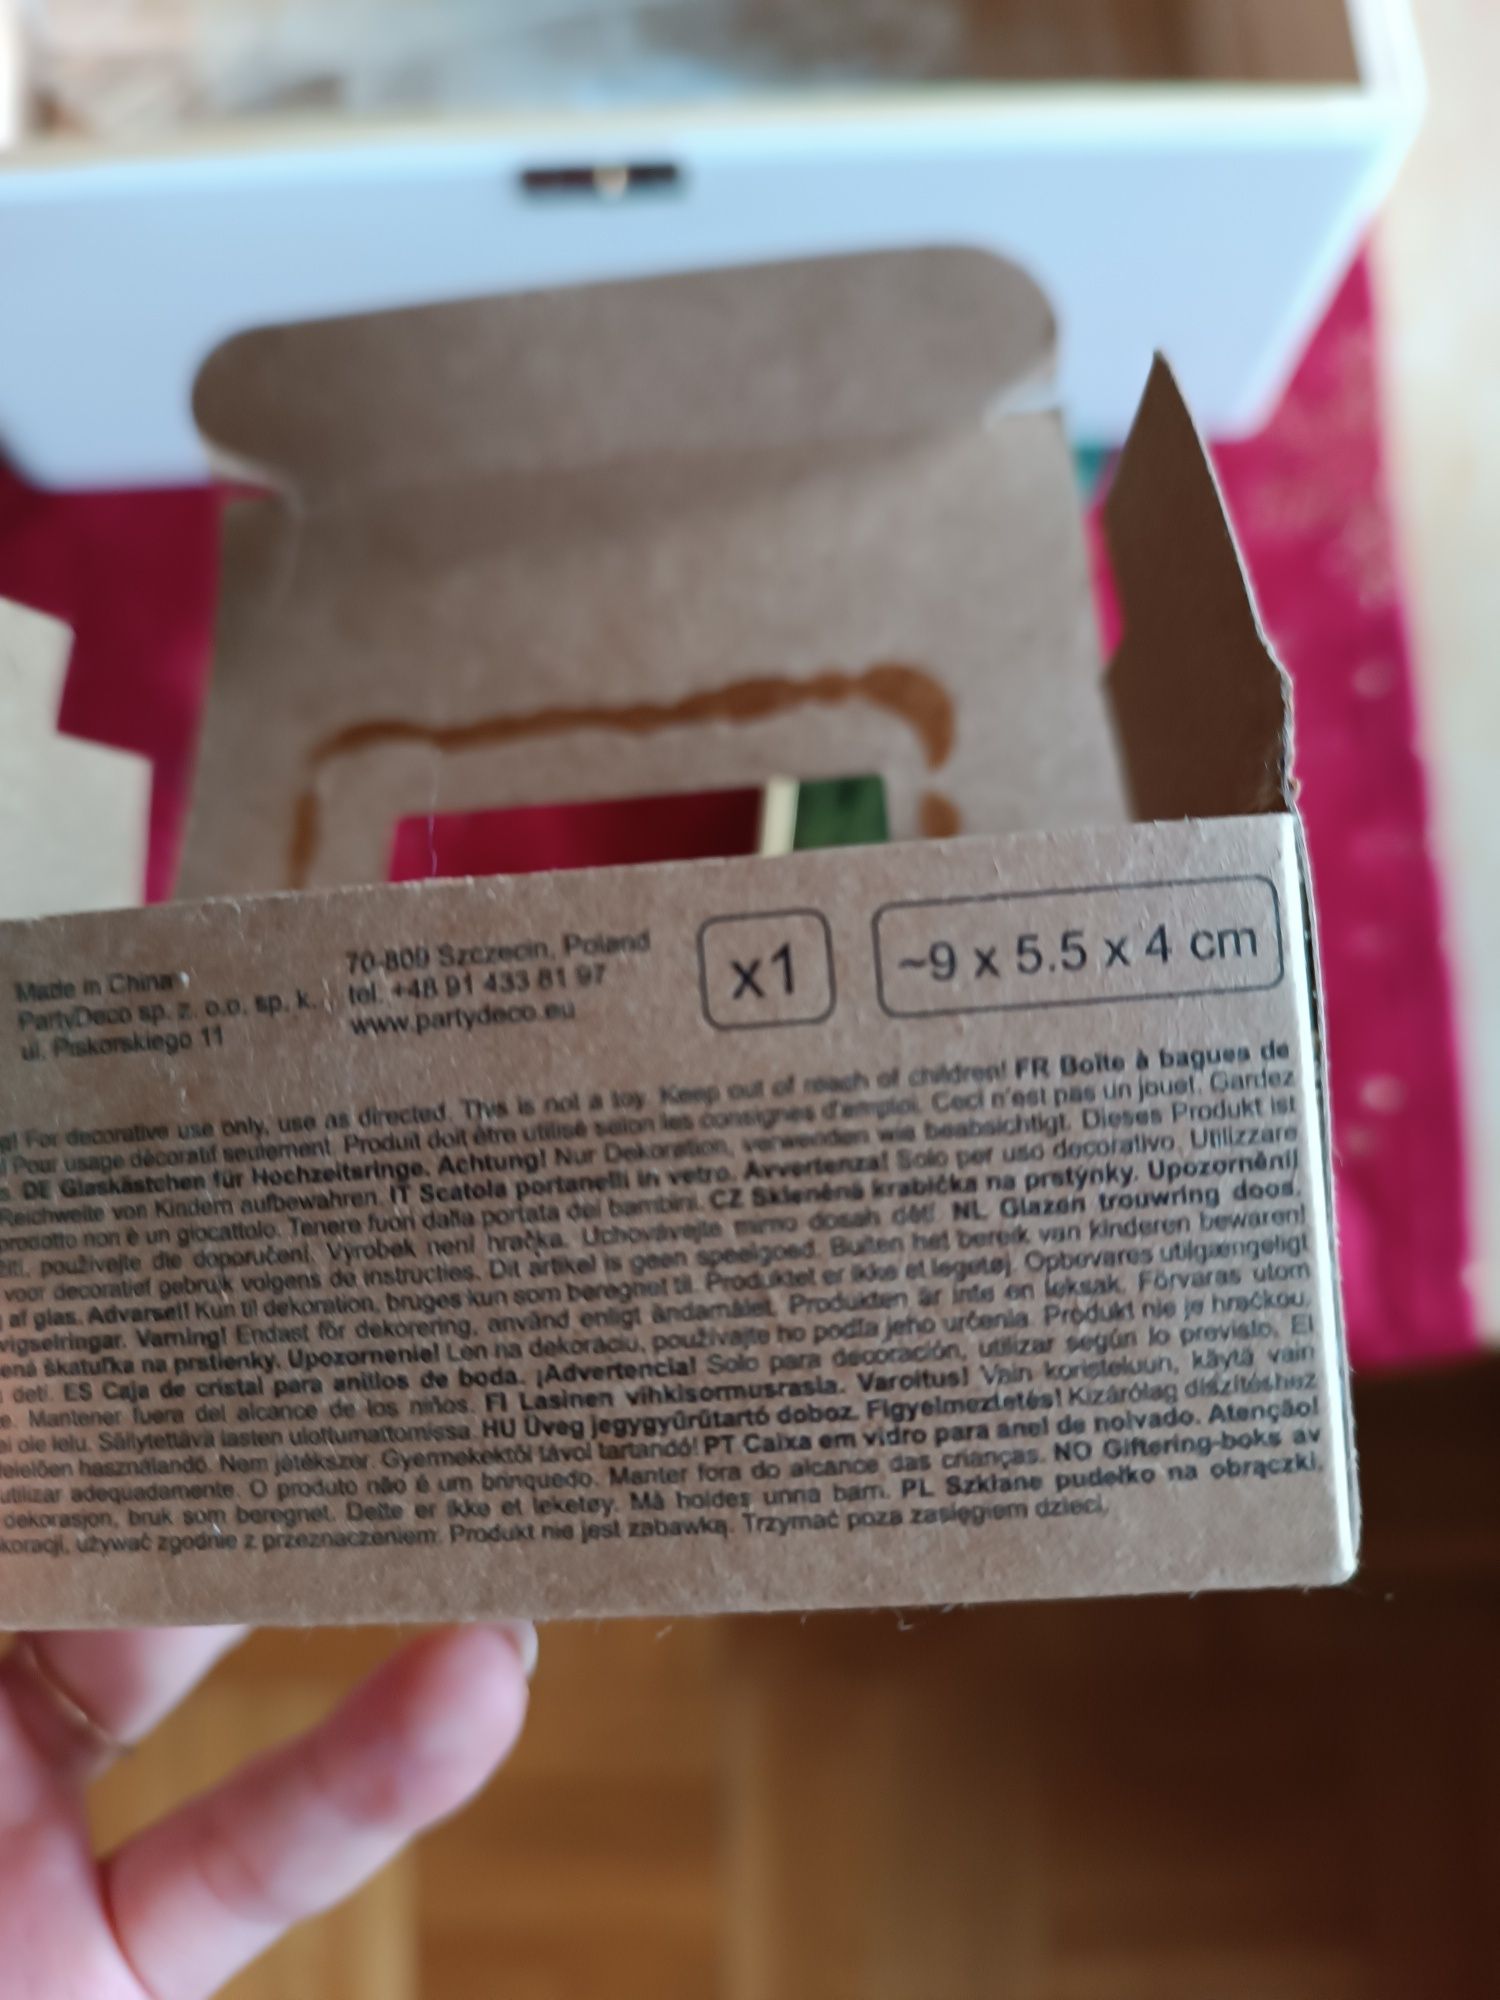 Made in China
PartyDeco sp. z. o.o. sp. k.
ul. Piskorskiego 11
70-809 Szczecin, Poland
tel. +48 91 433 81 97
www.partydeco.eu
x1
~9 x 5.5 x 4 cm
For decorative use only, use as directed. This is not a toy. Keep out of reach of children! FR Boîte à bagues de
Pour usage décoratif seulement. Produit doit être utilisé selon les consignes d'emploi. Ceci n'est pas un jouet. Gardez
DE Glaskästchen für Hochzeitsringe. Achtung! Nur Dekoration, verwenden wie beabsichtigt. Dieses Produkt ist
Reichweite von Kindern aufbewahren. IT Scatola portanelli in vetro. Avvertenza! Solo per uso decorativo. Utilizzare
prodotto non è un giocattolo. Tenere fuori dalla portata dei bambini. CZ Skleněná krabička na prstýnky. Upozornění!
používejte dle doporučení. Výrobek není hračka. Uchovávejte mimo dosah dětí. NL Glazen trouwring doos.
voor decoratief gebruik volgens de instructies. Dit artikel is geen speelgoed. Buiten het bereik van kinderen bewaren!
af glas. Advarsel! Kun til dekoration, bruges kun som beregnet til. Produktet er ikke et legetøj. Opbevares utilgængeligt
vigselringar. Varning! Endast för dekorering, använd enligt ändamålet. Produkten är inte en leksak. Förvaras utom
škatuľka na prstienky. Upozornenie! Len na dekoráciu, používajte ho podľa jeho určenia. Produkt nie je hračkou.
detí. ES Caja de cristal para anillos de boda. ¡Advertencia! Solo para decoración, utilizar según lo previsto. El
Mantener fuera del alcance de los niños. FI Lasinen vihkisormusrasia. Varoitus! Vain koristeluun, käytä vain
ole lelu. Säilytettävä lasten ulottumattomissa. HU Üveg jegygyűrűtartó doboz. Figyelmeztetés! Kizárólag díszítéshez
használandó. Nem játékszer. Gyermekektől távol tartandó! PT Caixa em vidro para anel de noivado. Atenção!
utilizar adequadamente. O produto não é um brinquedo. Manter fora do alcance das crianças. NO Giftering-boks av
dekorasjon, bruk som beregnet. Dette er ikke et leketøy. Må holdes unna barn. PL Szklane pudełko na obrączki.
używać zgodnie z przeznaczeniem. Produkt nie jest zabawką. Trzymać poza zasięgiem dzieci.